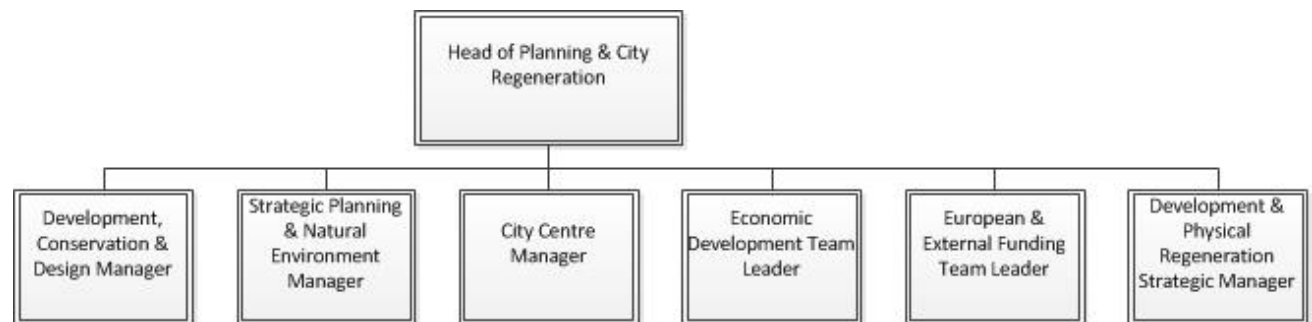 Head of Planning & City
Regeneration
Development,
Conservation &
Design Manager
Strategic Planning
& Natural
Environment
Manager
City Centre
Manager
Economic
Development Team
Leader
European &
External Funding
Team Leader
Development &
Physical
Regeneration
Strategic Manager